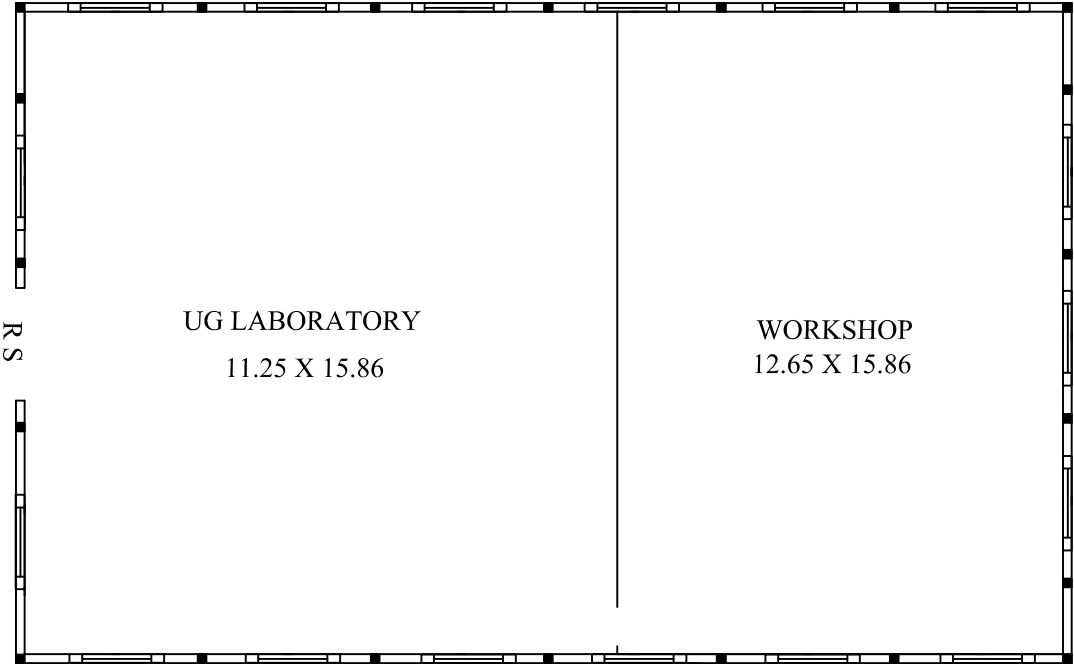 UG LABORATORY
11.25 X 15.86
WORKSHOP
12.65 X 15.86
R S